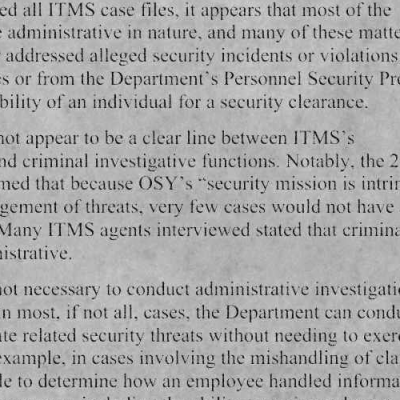 ed all ITMS case files, it appears that most of the
administrative in nature, and many of these matte
addressed alleged security incidents or violations
es or from the Department's Personnel Security Pro
bility of an individual for a security clearance.
not appear to be a clear line between ITMS's
nd criminal investigative functions. Notably, the 2
med that because OSY's "security mission is intrin
gement of threats, very few cases would not have
Many ITMS agents interviewed stated that crimina
nistrative.
not necessary to conduct administrative investigati
in most, if not all, cases, the Department can condu
te related security threats without needing to exer
example, in cases involving the mishandling of cla
le to determine how an employee handled informa